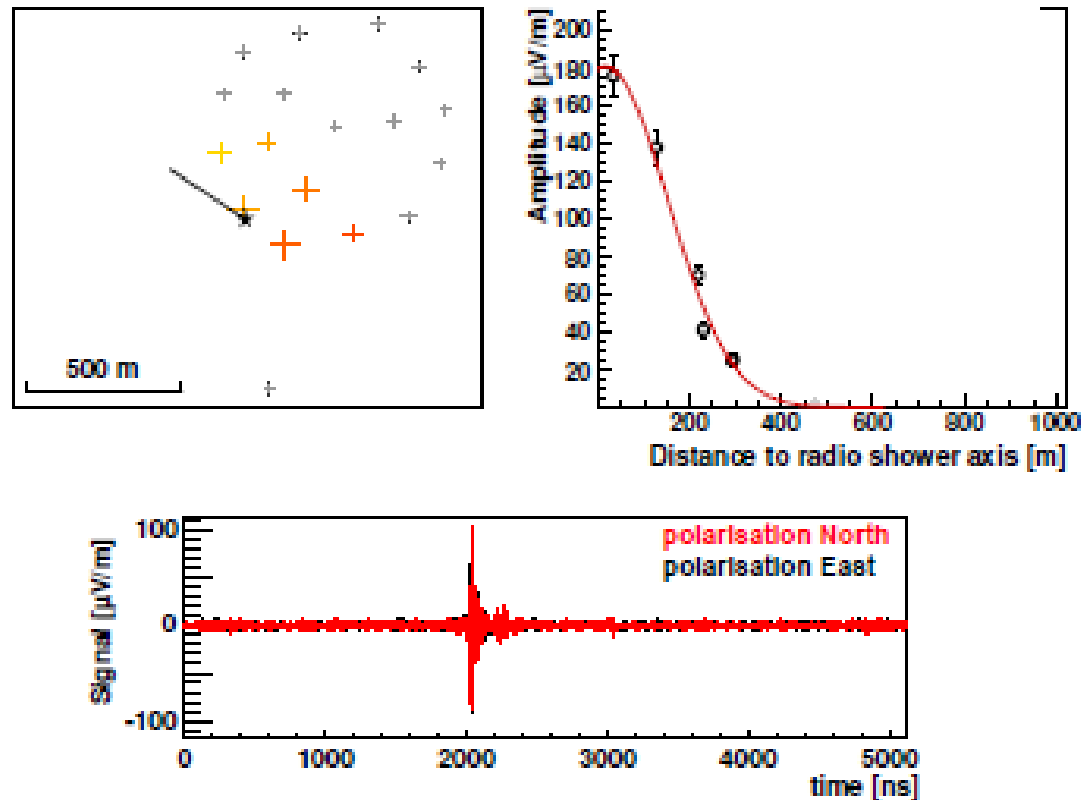 500 m
Amplitude [µV/m]
200
180
160
140
120
100
80
60
40
20
200 400 600 800 1000
Distance to radio shower axis [m]
Signal [µV/m]
100
0
-100
polarisation North
polarisation East
0 1000 2000 3000 4000 5000
time [ns]